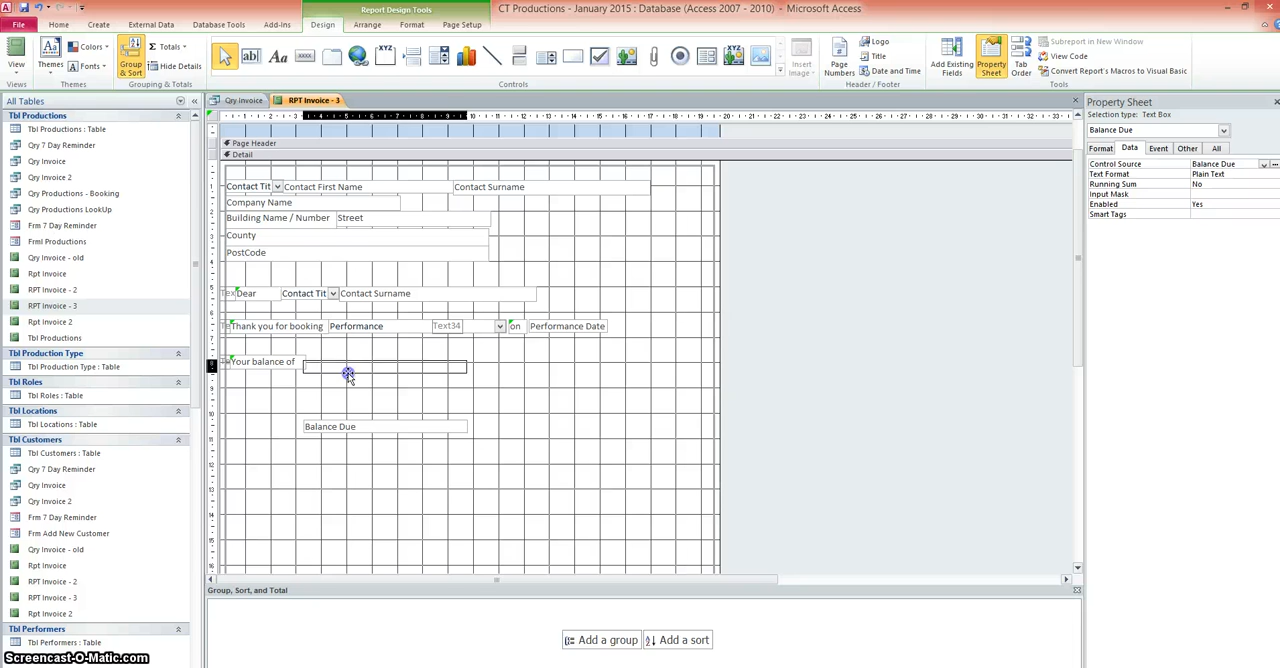 Report Design Tools
CT Productions - January 2015 : Database (Access 2007 - 2010) - Microsoft Access
File Home Create External Data Database Tools Add-Ins Design Arrange Format Page Setup
View
Views
Themes
Colors
Fonts
Themes
Group & Sort
Totals
Hide Details
Grouping & Totals
Controls
Insert Image
Page Numbers
Logo
Title
Date and Time
Header / Footer
Add Existing Fields
Property Sheet
Tab Order
Subreport in New Window
View Code
Convert Report's Macros to Visual Basic
Tools
All Tables
Tbl Productions
Tbl Productions : Table
Qry 7 Day Reminder
Qry Invoice
Qry Invoice 2
Qry Productions - Booking
Qry Productions LookUp
Frm 7 Day Reminder
Frml Productions
Qry Invoice - old
Rpt Invoice
RPT Invoice - 2
RPT Invoice - 3
Rpt Invoice 2
Tbl Productions
Tbl Production Type
Tbl Production Type : Table
Tbl Roles
Tbl Roles : Table
Tbl Locations
Tbl Locations : Table
Tbl Customers
Tbl Customers : Table
Qry 7 Day Reminder
Qry Invoice
Qry Invoice 2
Frm 7 Day Reminder
Frm Add New Customer
Qry Invoice - old
Rpt Invoice
RPT Invoice - 2
RPT Invoice - 3
Rpt Invoice 2
Tbl Performers
Tbl Performers : Table
Screencast-O-Matic.com
Qry Invoice RPT Invoice - 3
Page Header
Detail
Contact Tit Contact First Name Contact Surname
Company Name
Building Name / Number Street
County
PostCode
Tex Dear Contact Tit Contact Surname
Te Thank you for booking Performance Text34 on Performance Date
Your balance of
Balance Due
Group, Sort, and Total
Add a group Add a sort
Property Sheet
Selection type: Text Box
Balance Due
Format Data Event Other All
Control Source Balance Due
Text Format Plain Text
Running Sum No
Input Mask
Enabled Yes
Smart Tags